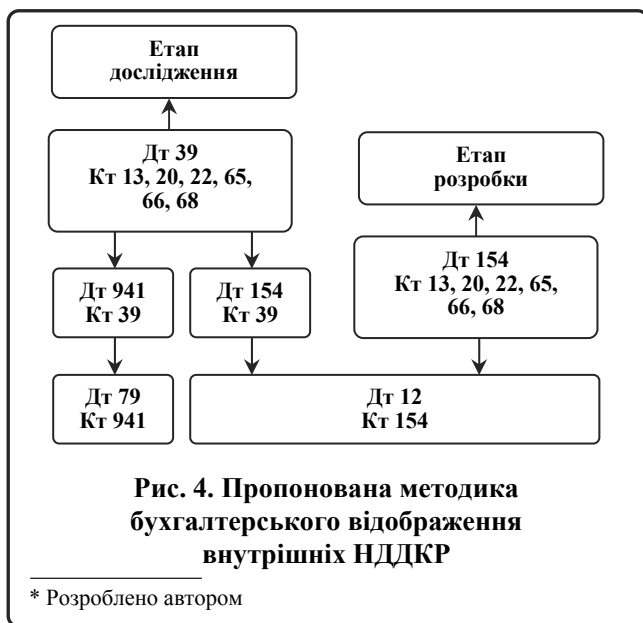 Етап
дослідження
Дт 39
Кт 13, 20, 22, 65,
66, 68
Етап
розробки
Дт 941
Кт 39
Дт 154
Кт 39
Дт 154
Кт 13, 20, 22, 65,
66, 68
Дт 79
Кт 941
Дт 12
Кт 154
Рис. 4. Пропонована методика
бухгалтерського відображення
внутрішніх НДДКР
* Розроблено автором